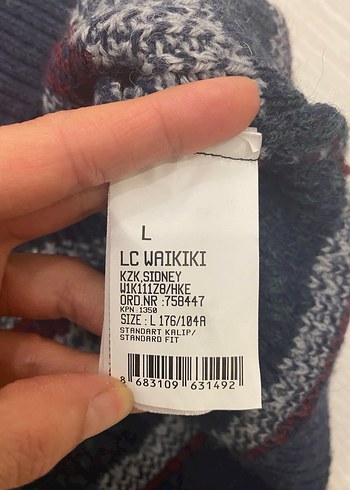 L
LC WAIKIKI
KZK,SIDNEY
W1K111Z8/HKE
ORD.NR :758447
KPN :1350
SIZE : L 176/104A
STANDART KALIP/
STANDARD FIT
8 683109 631492